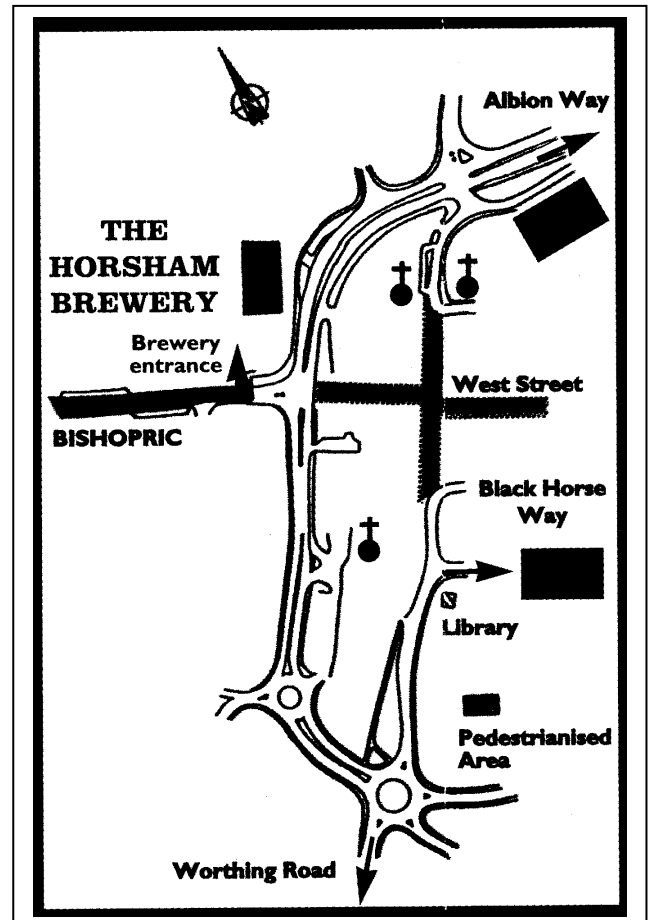 Albion Way
THE
HORSHAM
BREWERY
Brewery
entrance
West Street
BISHOPRIC
Black Horse
Way
Library
Pedestrianised
Area
Worthing Road